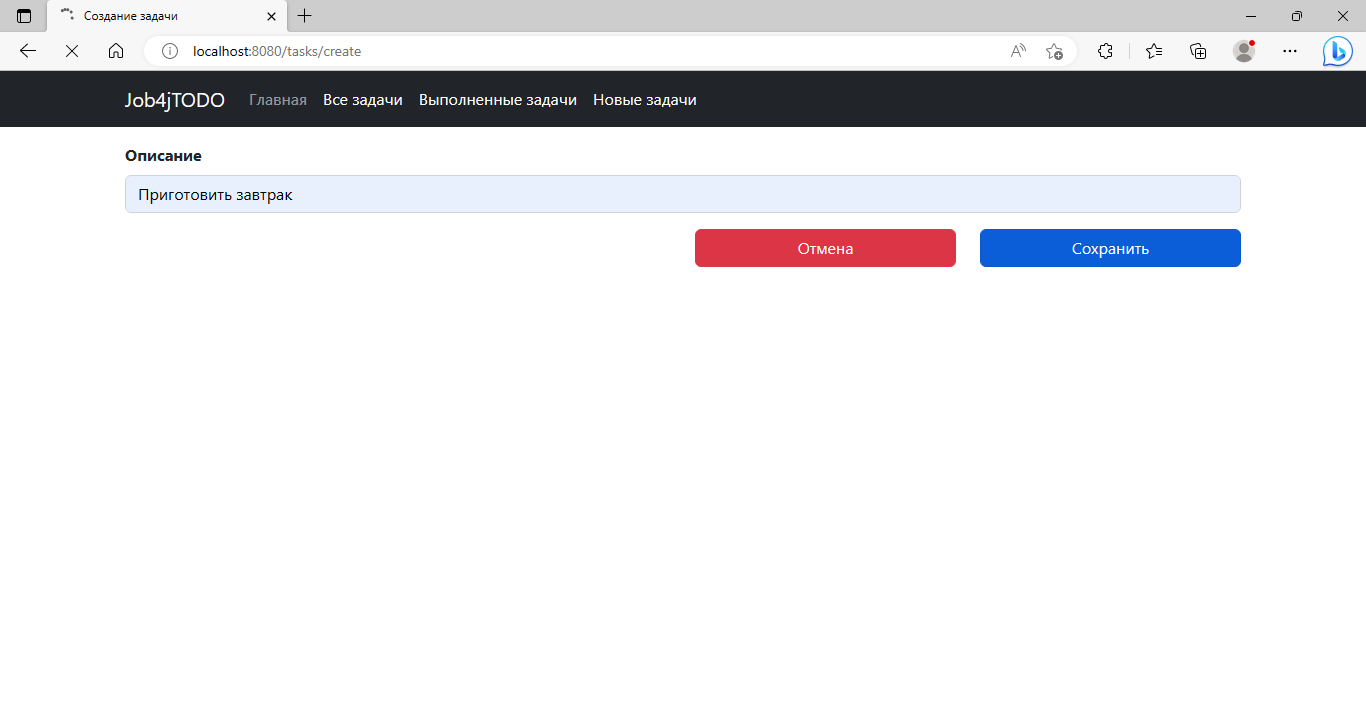 Создание задачи
localhost:8080/tasks/create
Job4jTODO Главная Все задачи Выполненные задачи Новые задачи
Описание
Приготовить завтрак
Отмена Сохранить